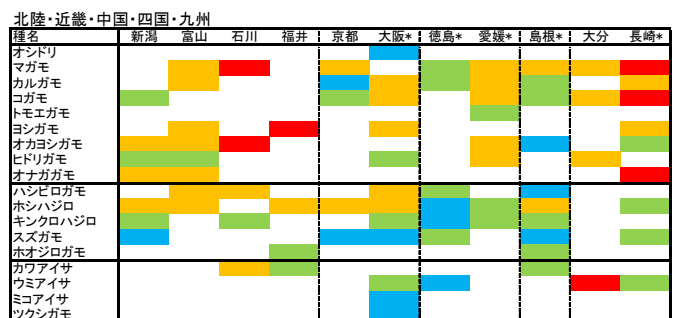 北陸・近畿・中国・四国・九州
種名 新潟 富山 石川 福井 京都 大阪* 徳島* 愛媛* 島根* 大分 長崎*
オシドリ
マガモ
カルガモ
コガモ
トモエガモ
ヨシガモ
オカヨシガモ
ヒドリガモ
オナガガモ
ハシビロガモ
ホシハジロ
キンクロハジロ
スズガモ
ホオジロガモ
カワアイサ
ウミアイサ
ミコアイサ
ツクシガモ